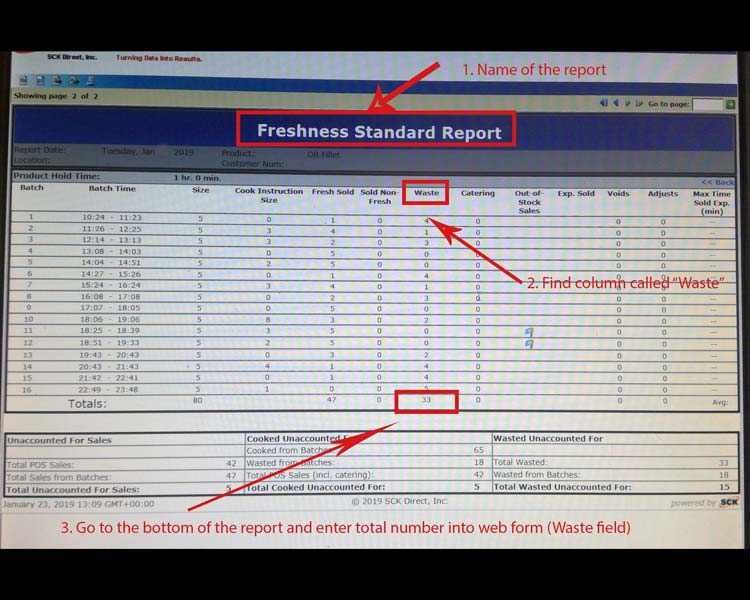 SCK Direct, Inc. Turning Data Into Results.
1. Name of the report
Showing page 2 of 2
Go to page:
Freshness Standard Report
Report Date: Tuesday, Jan 2019 Product: OR Fillet
Location: Customer Num:
Product Hold Time: 1 hr. 0 min. << Back
Batch Batch Time Size Cook Instruction Size Fresh Sold Sold Non-Fresh Waste Catering Out-of-Stock Sales Exp. Sold Voids Adjusts Max Time Sold Exp. (min)
1 10:24 - 11:23 5 0 1 0 4 0 0 0 --
2 11:26 - 12:25 5 3 4 0 1 0 0 0 --
3 12:14 - 13:13 5 3 2 0 3 0 0 0 --
4 13:08 - 14:03 5 0 5 0 0 0 0 0 --
5 14:04 - 14:51 5 2 5 0 0 0 0 0 --
6 14:27 - 15:26 5 0 1 0 4 0 0 0 --
7 15:24 - 16:24 5 3 4 0 1 0 0 0 --
2. Find column called "Waste"
8 16:08 - 17:08 5 0 2 0 3 0 0 0 --
9 17:07 - 18:05 5 0 5 0 0 0 0 0 --
10 18:06 - 19:06 5 8 3 0 2 0 0 0 --
11 18:25 - 18:39 5 3 5 0 0 0 0 0 --
12 18:51 - 19:33 5 2 5 0 0 0 0 0 --
13 19:43 - 20:43 5 0 3 0 2 0 0 0 --
14 20:43 - 21:43 5 4 1 0 4 0 0 0 --
15 21:42 - 22:41 5 0 1 0 4 0 0 0 --
16 22:49 - 23:48 5 1 0 0 5 0 0 0 --
Totals: 80 47 0 33 0 0 0 Avg:
Unaccounted For Sales Cooked Unaccounted Wasted Unaccounted For
Cooked from Batches: 65
Total POS Sales: 42 Wasted from Batches: 18 Total Wasted: 33
Total Sales from Batches: 47 Total POS Sales (incl. catering): 42 Wasted from Batches: 18
Total Unaccounted For Sales: 5 Total Cooked Unaccounted For: 5 Total Wasted Unaccounted For: 15
January 23, 2019 13:09 GMT+00:00 © 2019 SCK Direct, Inc. powered by SCK
3. Go to the bottom of the report and enter total number into web form (Waste field)